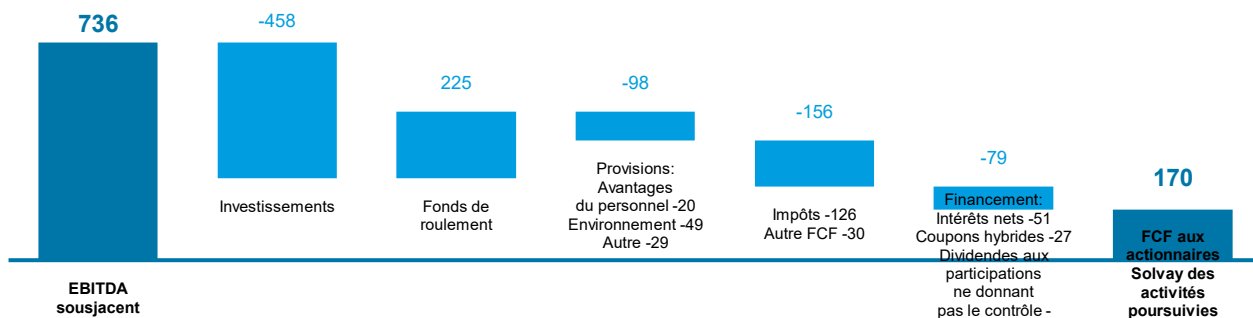 736
-458
225
-98
-156
-79
170
EBITDA
sousjacent
Investissements
Fonds de
roulement
Provisions:
Avantages
du personnel -20
Environnement -49
Autre -29
Impôts -126
Autre FCF -30
Financement:
Intérêts nets -51
Coupons hybrides -27
Dividendes aux
participations
ne donnant
pas le contrôle -
FCF aux
actionnaires
Solvay des
activités
poursuivies